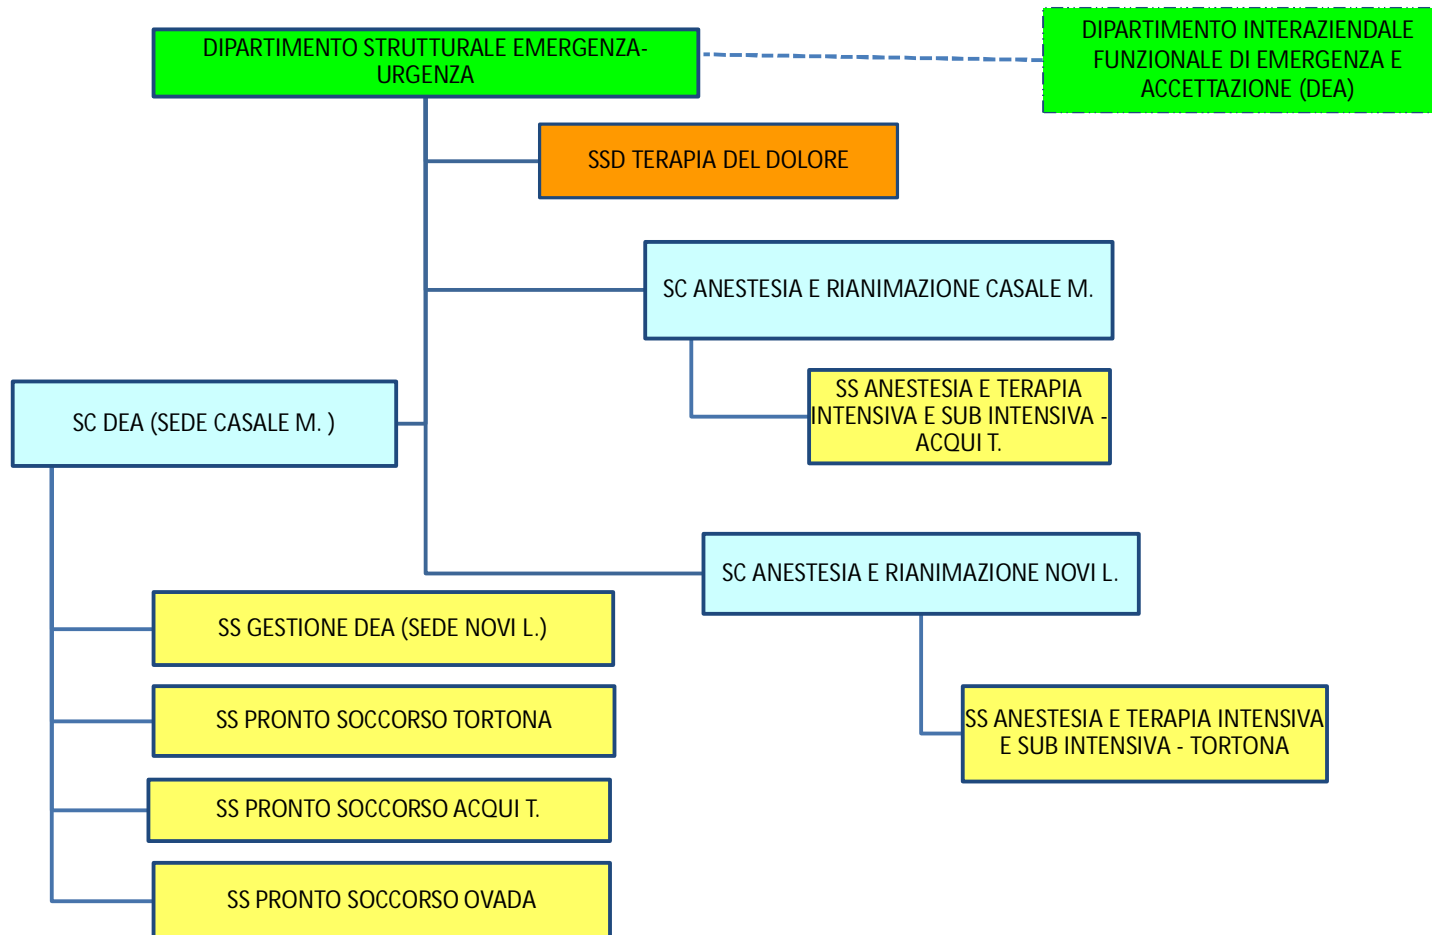 DIPARTIMENTO STRUTTURALE EMERGENZA-
URGENZA
DIPARTIMENTO INTERAZIENDALE
FUNZIONALE DI EMERGENZA E
ACCETTAZIONE (DEA)
SSD TERAPIA DEL DOLORE
SC ANESTESIA E RIANIMAZIONE CASALE M.
SS ANESTESIA E TERAPIA
INTENSIVA E SUB INTENSIVA -
ACQUI T.
SC DEA (SEDE CASALE M. )
SC ANESTESIA E RIANIMAZIONE NOVI L.
SS GESTIONE DEA (SEDE NOVI L.)
SS PRONTO SOCCORSO TORTONA
SS ANESTESIA E TERAPIA INTENSIVA
E SUB INTENSIVA - TORTONA
SS PRONTO SOCCORSO ACQUI T.
SS PRONTO SOCCORSO OVADA